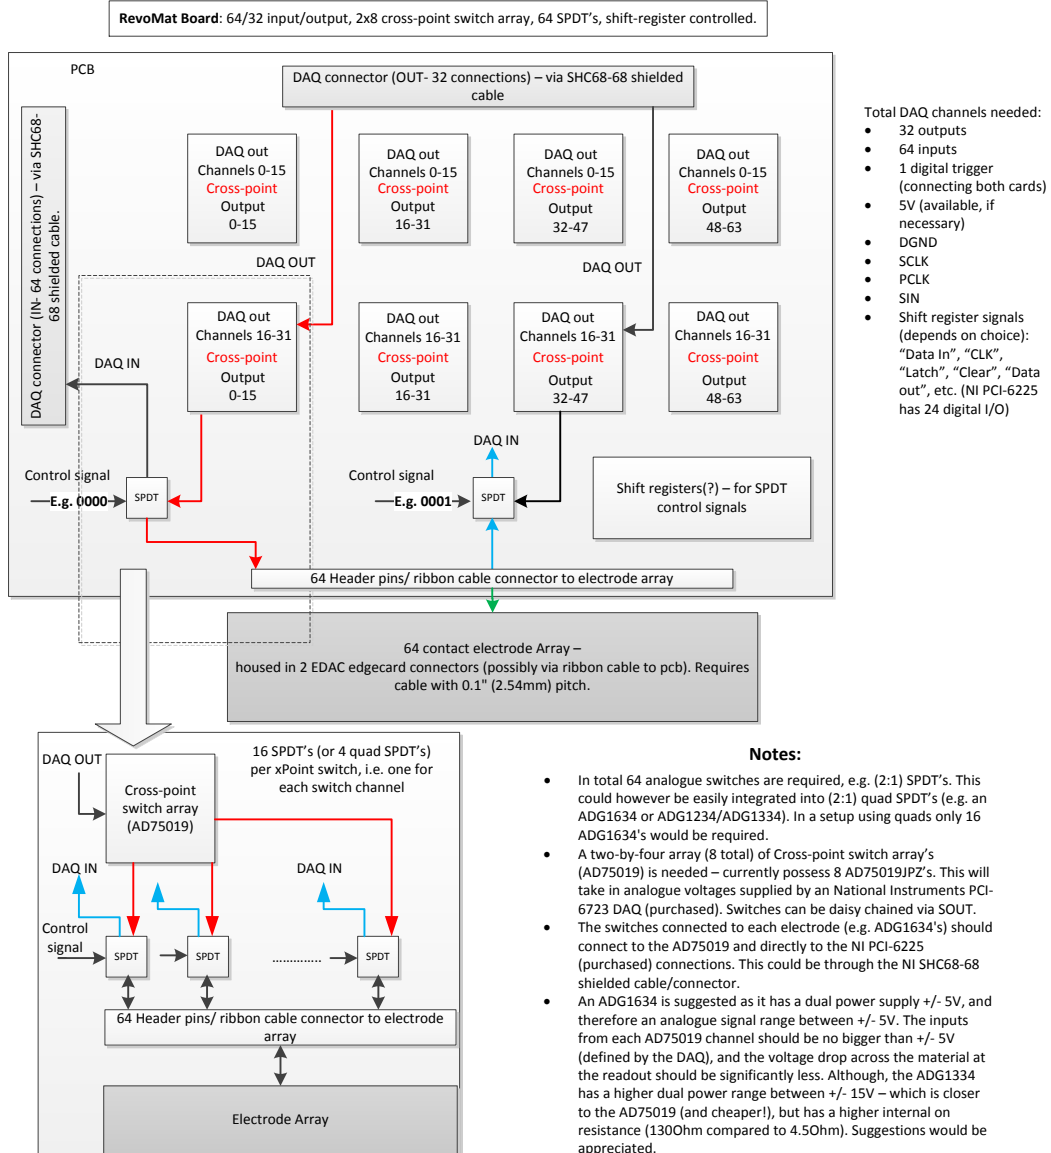 RevoMat Board: 64/32 input/output, 2x8 cross-point switch array, 64 SPDT’s, shift-register controlled.
PCB
DAQ connector (OUT- 32 connections) – via SHC68-68 shielded
cable
DAQ connector (IN- 64 connections) – via SHC68-
68 shielded cable.
DAQ out
Channels 0-15
Cross-point
Output
0-15
DAQ out
Channels 0-15
Cross-point
Output
16-31
DAQ out
Channels 0-15
Cross-point
Output
32-47
DAQ out
Channels 0-15
Cross-point
Output
48-63
DAQ OUT
DAQ OUT
DAQ out
Channels 16-31
Cross-point
Output
0-15
DAQ out
Channels 16-31
Cross-point
Output
16-31
DAQ out
Channels 16-31
Cross-point
Output
32-47
DAQ out
Channels 16-31
Cross-point
Output
48-63
DAQ IN
Control signal
E.g. 0000
SPDT
DAQ IN
Control signal
E.g. 0001
SPDT
Shift registers(?) – for SPDT
control signals
64 Header pins/ ribbon cable connector to electrode array
64 contact electrode Array –
housed in 2 EDAC edgecard connectors (possibly via ribbon cable to pcb). Requires
cable with 0.1" (2.54mm) pitch.
Total DAQ channels needed:
• 32 outputs
• 64 inputs
• 1 digital trigger
(connecting both cards)
• 5V (available, if
necessary)
• DGND
• SCLK
• PCLK
• SIN
• Shift register signals
(depends on choice):
“Data In”, “CLK”,
“Latch”, “Clear”, “Data
out”, etc. (NI PCI-6225
has 24 digital I/O)
DAQ OUT
Cross-point
switch array
(AD75019)
16 SPDT’s (or 4 quad SPDT’s)
per xPoint switch, i.e. one for
each switch channel
DAQ IN
DAQ IN
Control
signal
SPDT
SPDT
..............
SPDT
64 Header pins/ ribbon cable connector to electrode
array
Electrode Array
Notes:
• In total 64 analogue switches are required, e.g. (2:1) SPDT’s. This
could however be easily integrated into (2:1) quad SPDT’s (e.g. an
ADG1634 or ADG1234/ADG1334). In a setup using quads only 16
ADG1634's would be required.
• A two-by-four array (8 total) of Cross-point switch array’s
(AD75019) is needed – currently possess 8 AD75019JPZ’s. This will
take in analogue voltages supplied by an National Instruments PCI-
6723 DAQ (purchased). Switches can be daisy chained via SOUT.
• The switches connected to each electrode (e.g. ADG1634's) should
connect to the AD75019 and directly to the NI PCI-6225
(purchased) connections. This could be through the NI SHC68-68
shielded cable/connector.
• An ADG1634 is suggested as it has a dual power supply +/- 5V, and
therefore an analogue signal range between +/- 5V. The inputs
from each AD75019 channel should be no bigger than +/- 5V
(defined by the DAQ), and the voltage drop across the material at
the readout should be significantly less. Although, the ADG1334
has a higher dual power range between +/- 15V – which is closer
to the AD75019 (and cheaper!), but has a higher internal on
resistance (130Ohm compared to 4.5Ohm). Suggestions would be
appreciated.